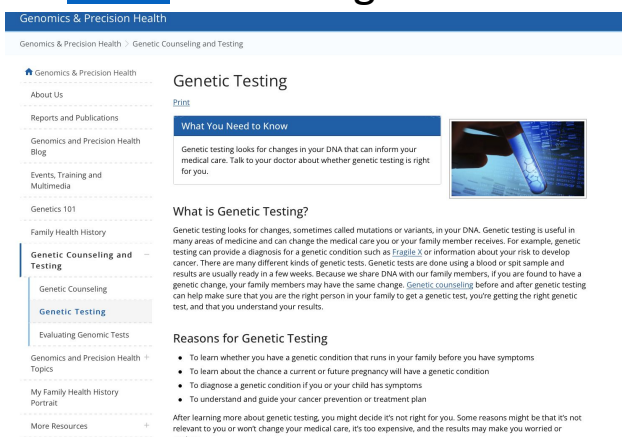 Genomics & Precision Health
Genomics & Precision Health > Genetic Counseling and Testing
Genomics & Precision Health
About Us
Reports and Publications
Genomics and Precision Health
Blog
Events, Training and
Multimedia
Genetics 101
Family Health History
Genetic Counseling and
Testing
Genetic Counseling
Genetic Testing
Evaluating Genomic Tests
Genomics and Precision Health
Topics
My Family Health History
Portrait
More Resources
Genetic Testing
Print
What You Need to Know
Genetic testing looks for changes in your DNA that can inform your
medical care. Talk to your doctor about whether genetic testing is right
for you.
What is Genetic Testing?
Genetic testing looks for changes, sometimes called mutations or variants, in your DNA. Genetic testing is useful in
many areas of medicine and can change the medical care you or your family member receives. For example, genetic
testing can provide a diagnosis for a genetic condition such as Fragile X or information about your risk to develop
cancer. There are many different kinds of genetic tests. Genetic tests are done using a blood or spit sample and
results are usually ready in a few weeks. Because we share DNA with our family members, if you are found to have a
genetic change, your family members may have the same change. Genetic counseling before and after genetic testing
can help make sure that you are the right person in your family to get a genetic test, you’re getting the right genetic
test, and that you understand your results.
Reasons for Genetic Testing
• To learn whether you have a genetic condition that runs in your family before you have symptoms
• To learn about the chance a current or future pregnancy will have a genetic condition
• To diagnose a genetic condition if you or your child has symptoms
• To understand and guide your cancer prevention or treatment plan
After learning more about genetic testing, you might decide it’s not right for you. Some reasons might be that it’s not
relevant to you or won’t change your medical care, it’s too expensive, and the results may make you worried or